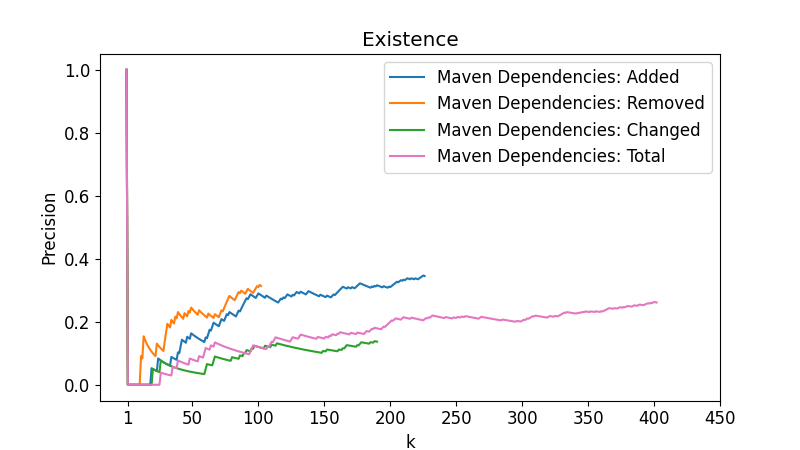 Existence
Maven Dependencies: Added
Maven Dependencies: Removed
Maven Dependencies: Changed
Maven Dependencies: Total
Precision
1.0
0.8
0.6
0.4
0.2
0.0
1 50 100 150 200 250 300 350 400 450
k